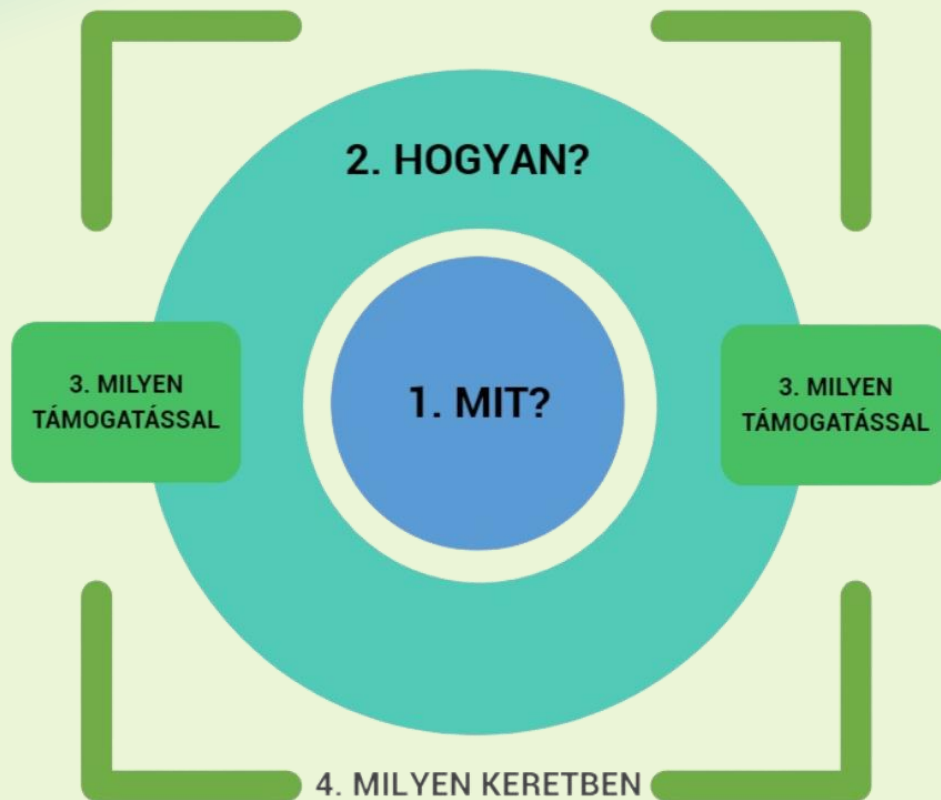 2. HOGYAN?
1. MIT?
3. MILYEN
TÁMOGATÁSSAL
3. MILYEN
TÁMOGATÁSSAL
4. MILYEN KERETBEN